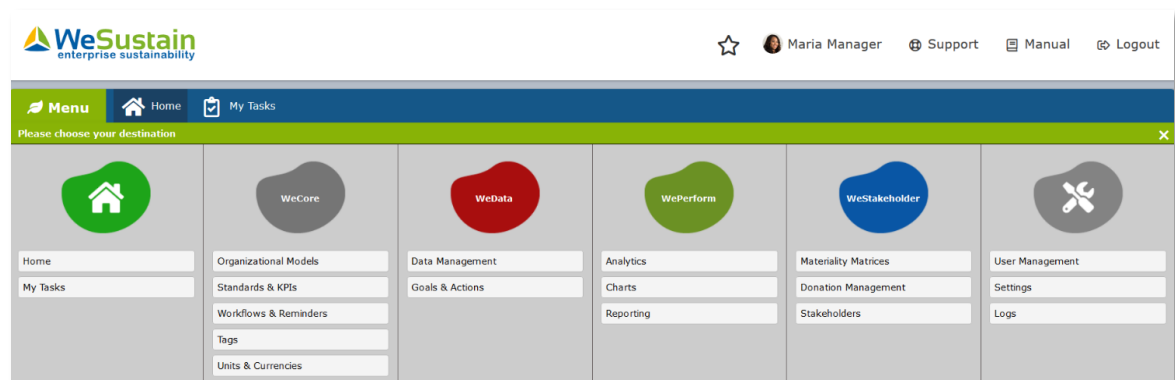 WeSustain
enterprise sustainability
Maria Manager
Support
Manual
Logout
Menu
Home
My Tasks
Please choose your destination
WeCore
WeData
WePerform
WeStakeholder
Home
Organizational Models
Data Management
Analytics
Materiality Matrices
User Management
My Tasks
Standards & KPIs
Goals & Actions
Charts
Donation Management
Settings
Workflows & Reminders
Reporting
Stakeholders
Logs
Tags
Units & Currencies